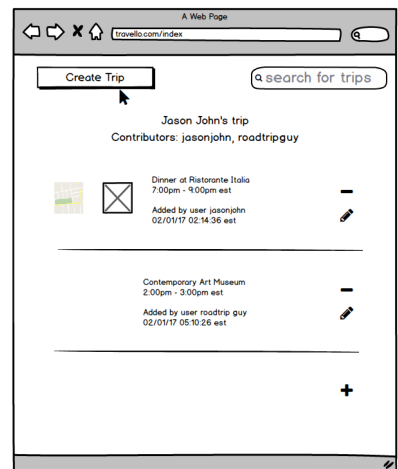 A Web Page
travello.com/index
Create Trip
search for trips
Jason John's trip
Contributors: jasonjohn, roadtripguy
Dinner at Ristorante Italia
7:00pm - 9:00pm est
Added by user jasonjohn
02/01/17 02:14:36 est
Contemporary Art Museum
2:00pm - 3:00pm est
Added by user roadtrip guy
02/01/17 05:10:26 est